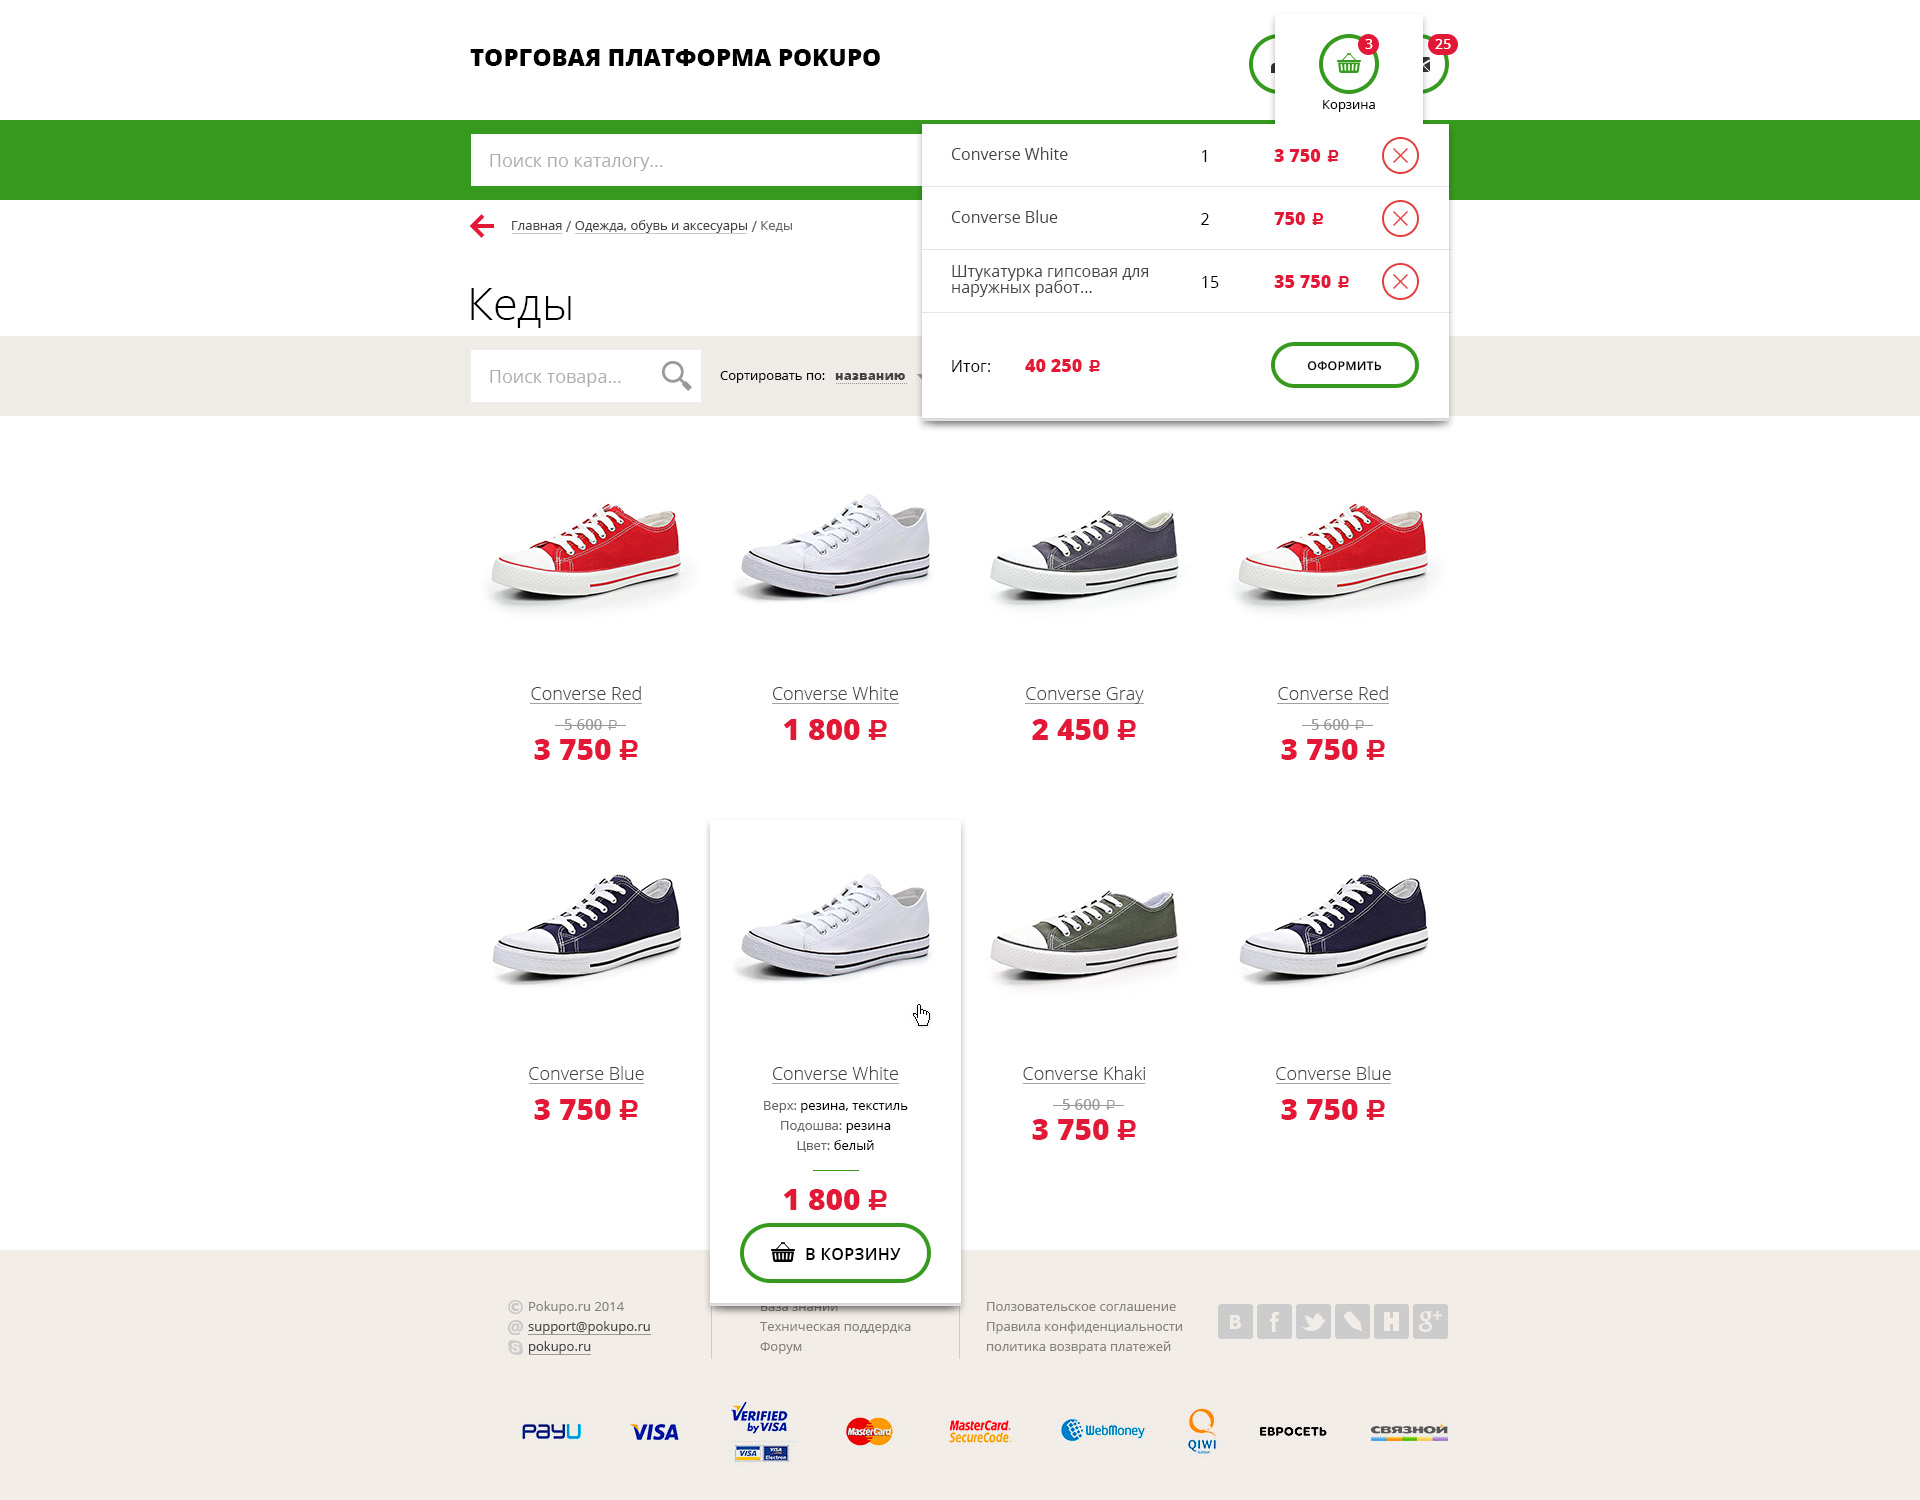 ТОРГОВАЯ ПЛАТФОРМА POKUPO
3
25
Корзина
Поиск по каталогу...
Converse White 1 3 750 ₽
Converse Blue 2 750 ₽
Штукатурка гипсовая для
наружных работ... 15 35 750 ₽
Итог: 40 250 ₽ ОФОРМИТЬ
Главная / Одежда, обувь и аксесуары / Кеды
Кеды
Поиск товара...
Сортировать по: названию
Converse Red
5 600 ₽
3 750 ₽
Converse White
1 800 ₽
Converse Gray
2 450 ₽
Converse Red
5 600 ₽
3 750 ₽
Converse Blue
3 750 ₽
Converse White
Верх: резина, текстиль
Подошва: резина
Цвет: белый
1 800 ₽
В КОРЗИНУ
Converse Khaki
5 600 ₽
3 750 ₽
Converse Blue
3 750 ₽
© Pokupo.ru 2014
@ support@pokupo.ru
S pokupo.ru
База знаний
Техническая поддердка
Форум
Ползовательское соглашение
Правила конфиденциальности
политика возврата платежей
B f H g+
PayU
VISA
VERIFIED
by VISA
VISA VISA Electron
MasterCard
MasterCard.
SecureCode.
WebMoney
QIWI
ЕВРОСЕТЬ
СВЯЗНОЙ